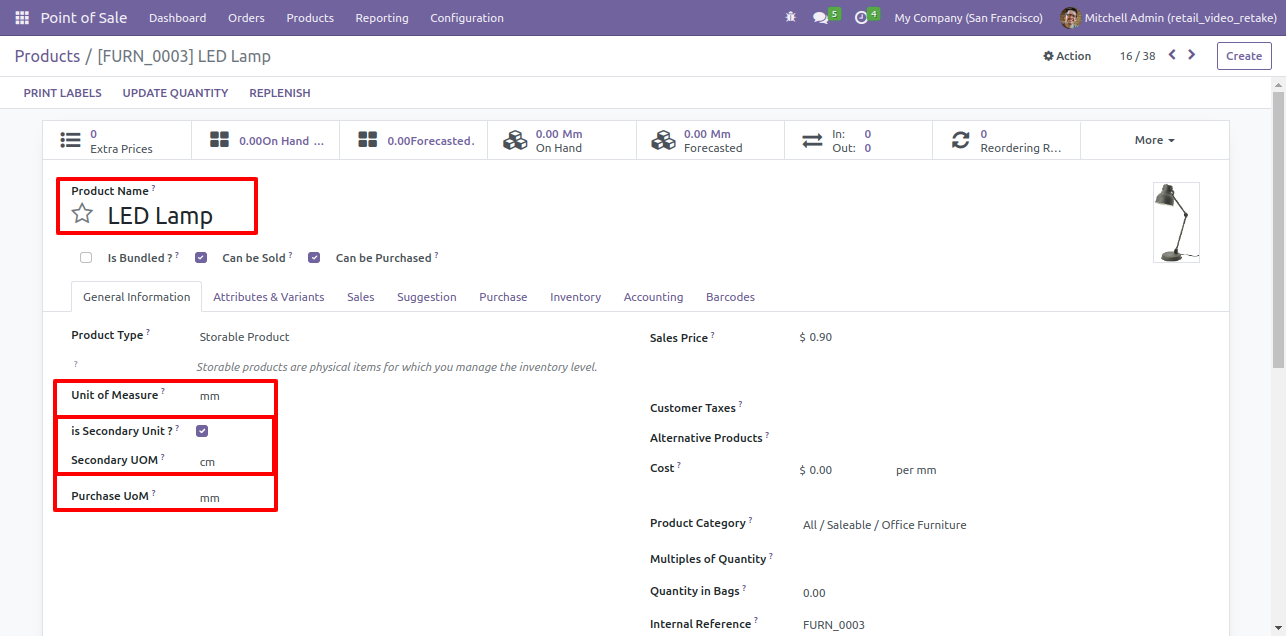 Point of Sale Dashboard Orders Products Reporting Configuration 5 4 My Company (San Francisco) Mitchell Admin (retail_video_retake)
Products / [FURN_0003] LED Lamp Action 16 / 38 Create
PRINT LABELS UPDATE QUANTITY REPLENISH
0
Extra Prices
0.00On Hand ...
0.00Forecasted.
0.00 Mm
On Hand
0.00 Mm
Forecasted
In: 0
Out: 0
0
Reordering R...
More
Product Name ?
LED Lamp
Is Bundled ? ? Can be Sold ? Can be Purchased ?
General Information Attributes & Variants Sales Suggestion Purchase Inventory Accounting Barcodes
Product Type ? Storable Product
? Storable products are physical items for which you manage the inventory level.
Unit of Measure ? mm
is Secondary Unit ? ?
Secondary UOM ? cm
Purchase UoM ? mm
Sales Price ? $ 0.90
Customer Taxes ?
Alternative Products ?
Cost ? $ 0.00 per mm
Product Category ? All / Saleable / Office Furniture
Multiples of Quantity ?
Quantity in Bags ? 0.00
Internal Reference ? FURN_0003